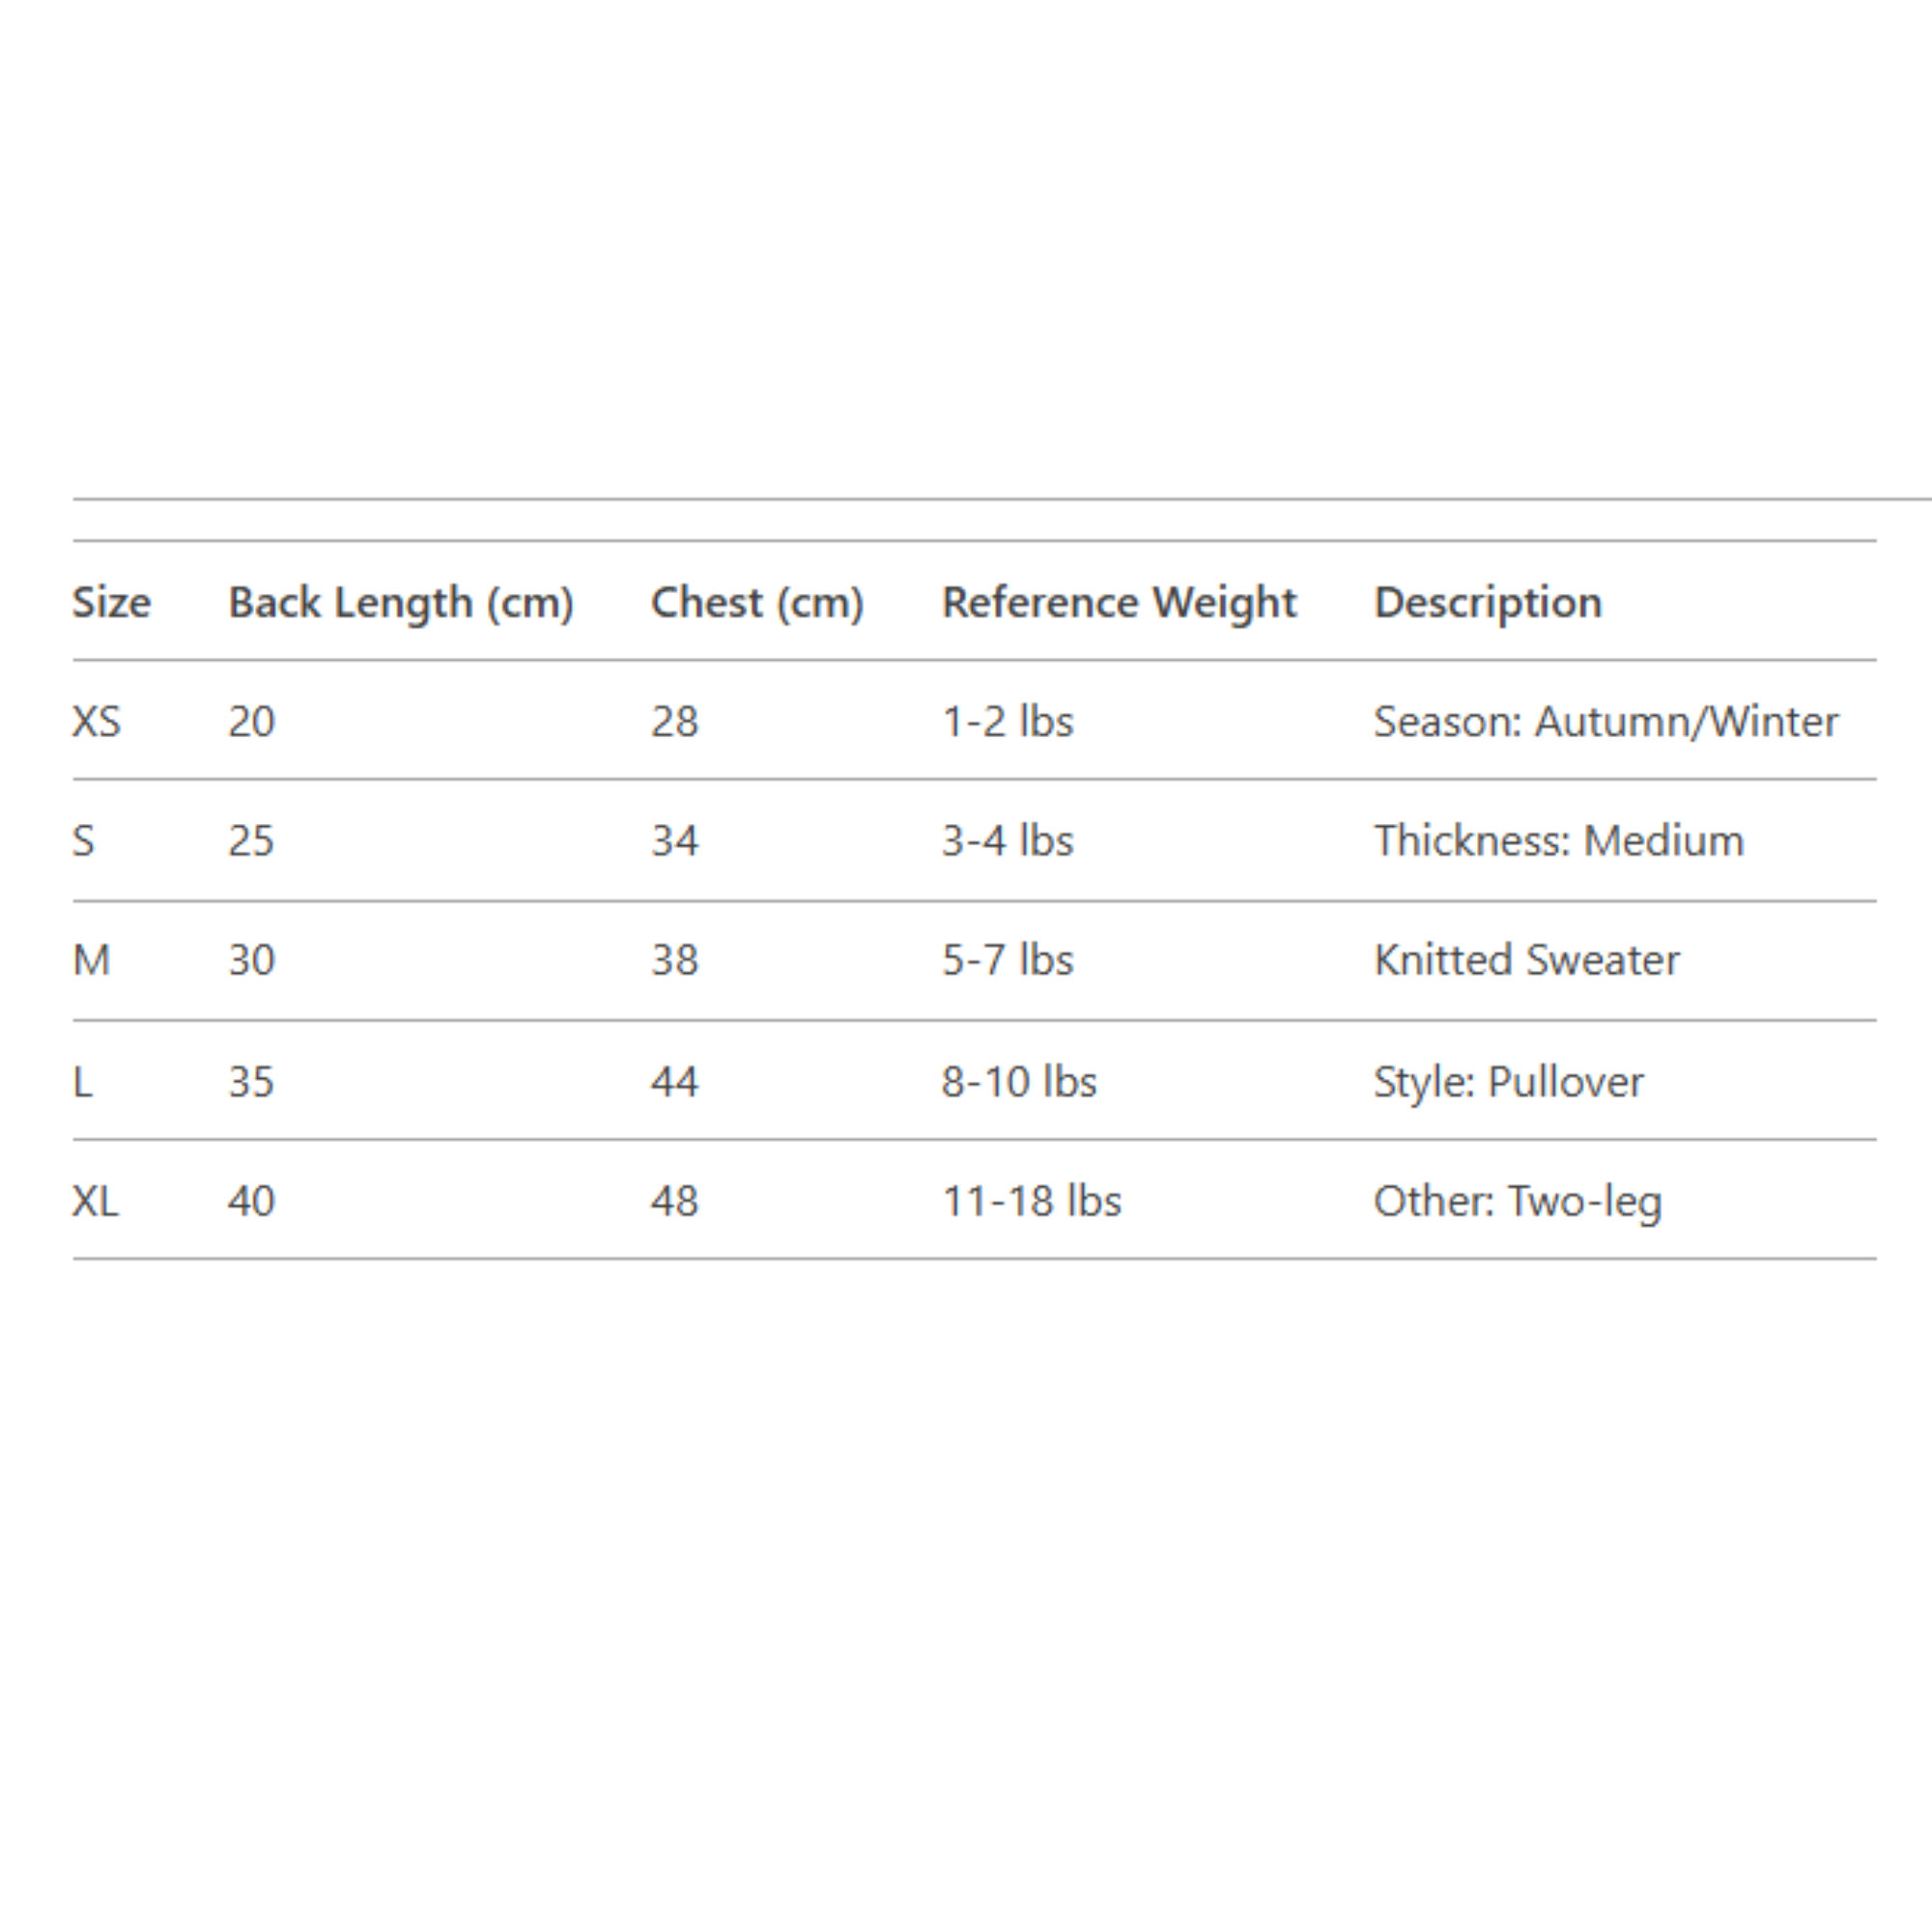 Size Back Length (cm) Chest (cm) Reference Weight Description
XS 20 28 1-2 lbs Season: Autumn/Winter
S 25 34 3-4 lbs Thickness: Medium
M 30 38 5-7 lbs Knitted Sweater
L 35 44 8-10 lbs Style: Pullover
XL 40 48 11-18 lbs Other: Two-leg